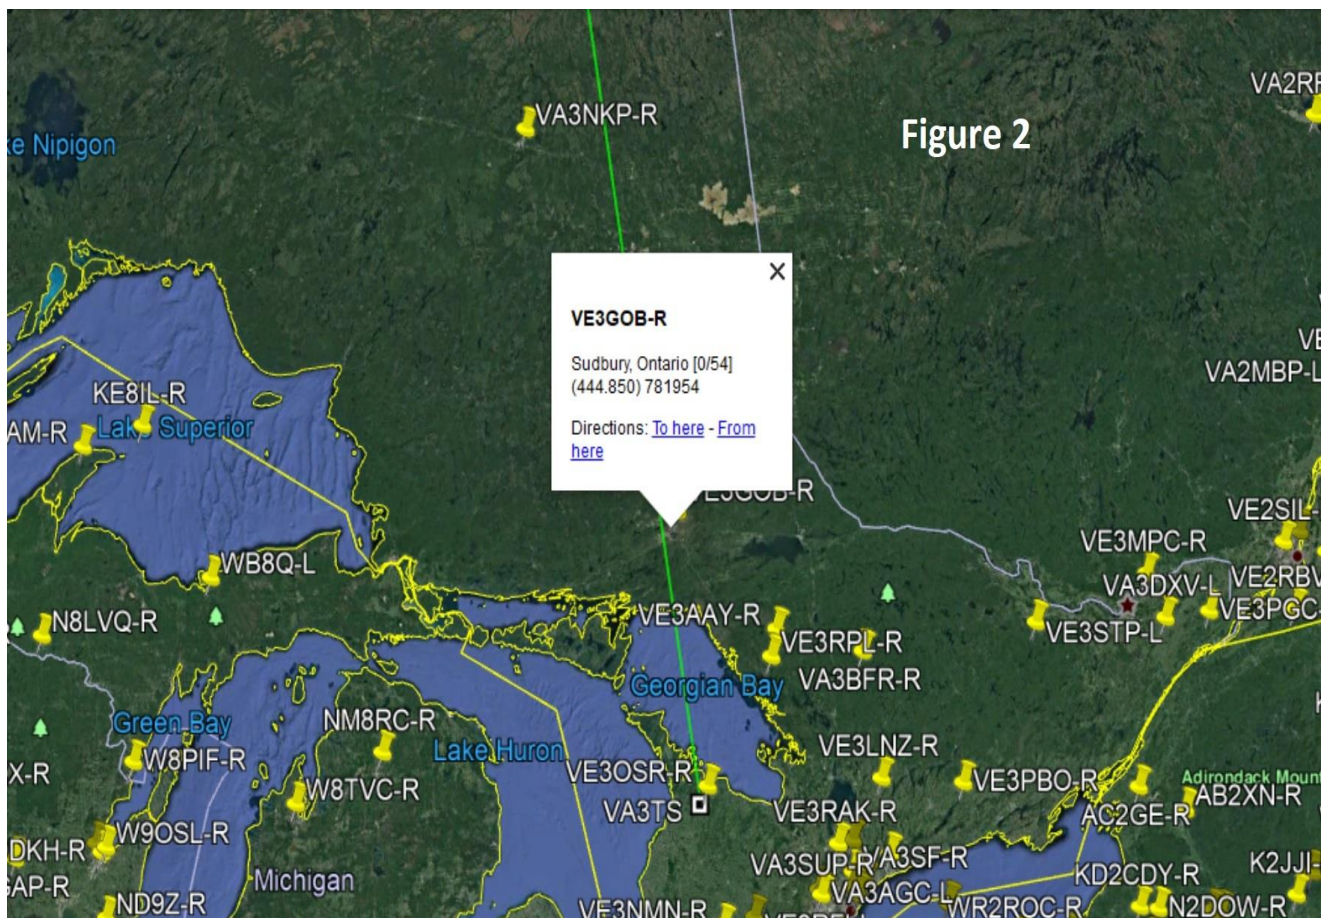 VA3NKP-R
VA2RF
Figure 2
ke Nipigon
VE3GOB-R
Sudbury, Ontario [0/54]
(444.850) 781954
Directions: To here - From
here
VE3GOB-R
VA2MBP-L
KE8IL-R
AM-R
Lake Superior
VE2SIL-
VE3MPC-R
WB8Q-L
VA3DXV-L
VE2RBV
VE3PGC-
N8LVQ-R
VE3AAY-R
VE3STP-L
VE3RPL-R
VA3BFR-R
Georgian Bay
Green Bay
NM8RC-R
Lake Huron
VE3LNZ-R
W8PIF-R
X-R
VE3OSR-R
VE3PBO-R
Adirondack Mount
W8TVC-R
VA3TS
VE3RAK-R
AC2GE-R
AB2XN-R
W9OSL-R
DKH-R
VA3SUP-R
VA3SF-R
K2JJI-
GAP-R
Michigan
VA3AGC-L
KD2CDY-R
ND9Z-R
VE3NMN-R
WR2ROC-R
N2DOW-R